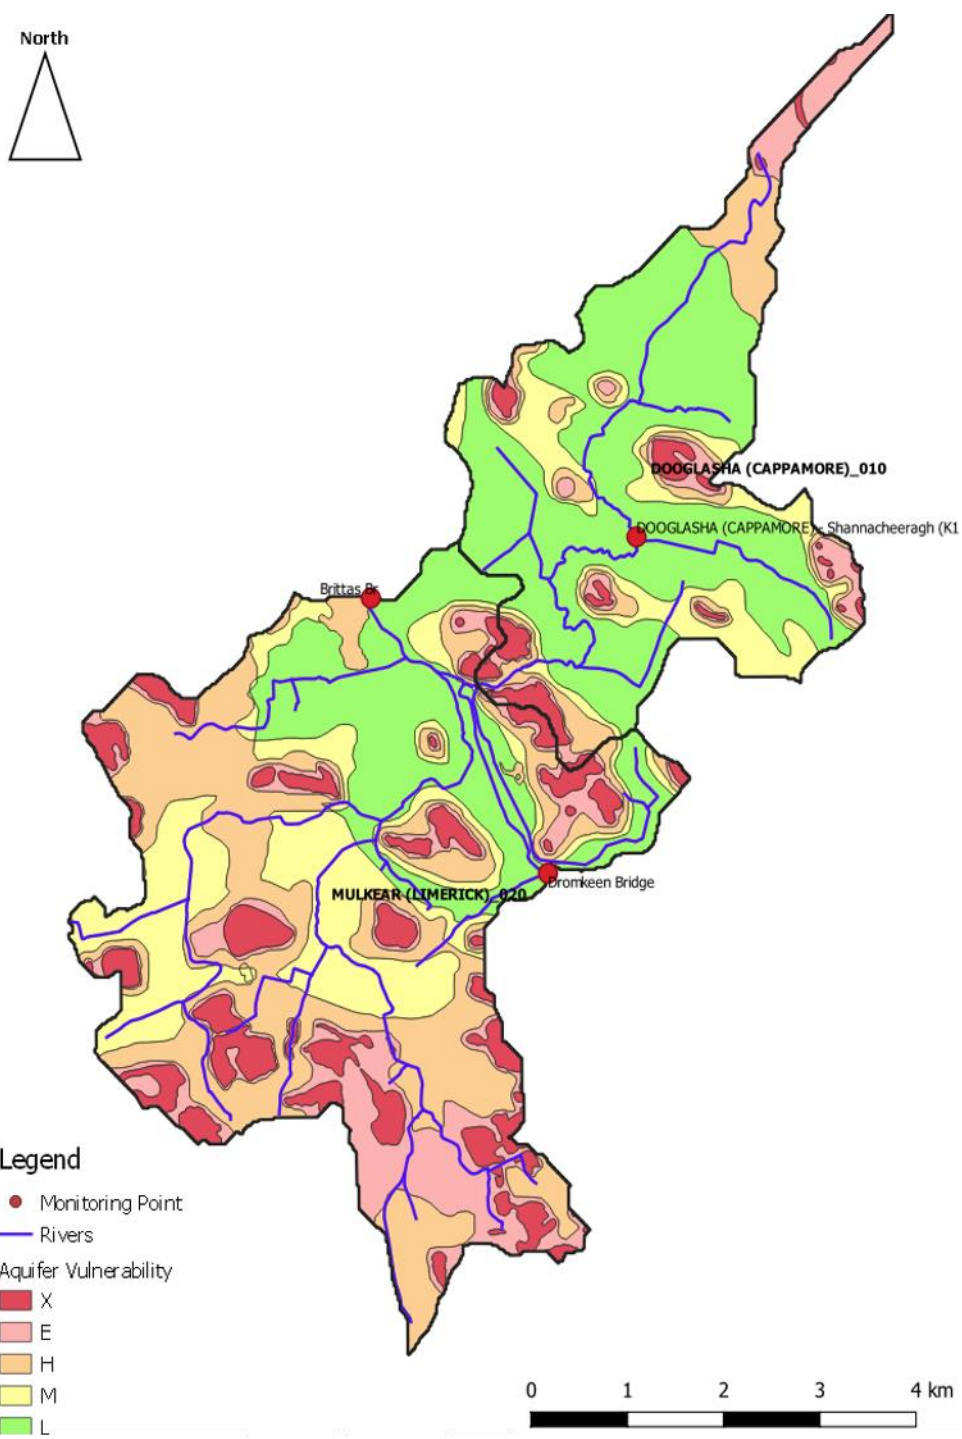 North
DOOGLASHA (CAPPAMORE)_010
DOOGLASHA (CAPPAMORE) - Shannacheeragh (K1
Brittas Br
Dromkeen Bridge
MULKEAR (LIMERICK)_020
Legend
Monitoring Point
Rivers
Aquifer Vulnerability
X
E
H
M
L
0 1 2 3 4 km